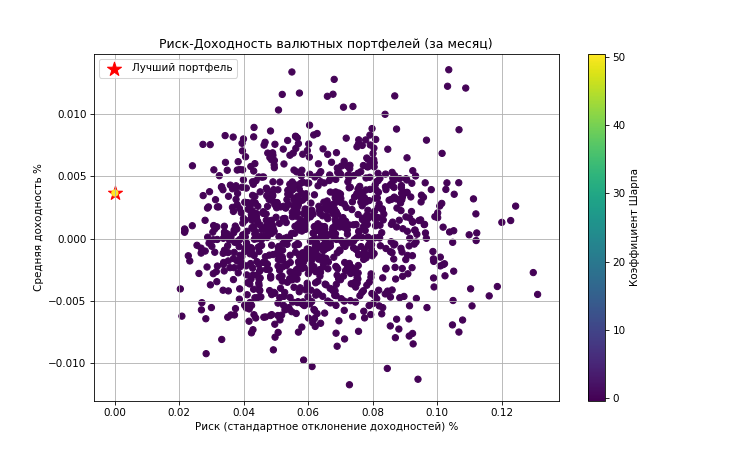 Риск-Доходность валютных портфелей (за месяц)
Лучший портфель
Средняя доходность %
0.010
0.005
0.000
−0.005
−0.010
0.00 0.02 0.04 0.06 0.08 0.10 0.12
Риск (стандартное отклонение доходностей) %
50
40
30
20
10
0
Коэффициент Шарпа